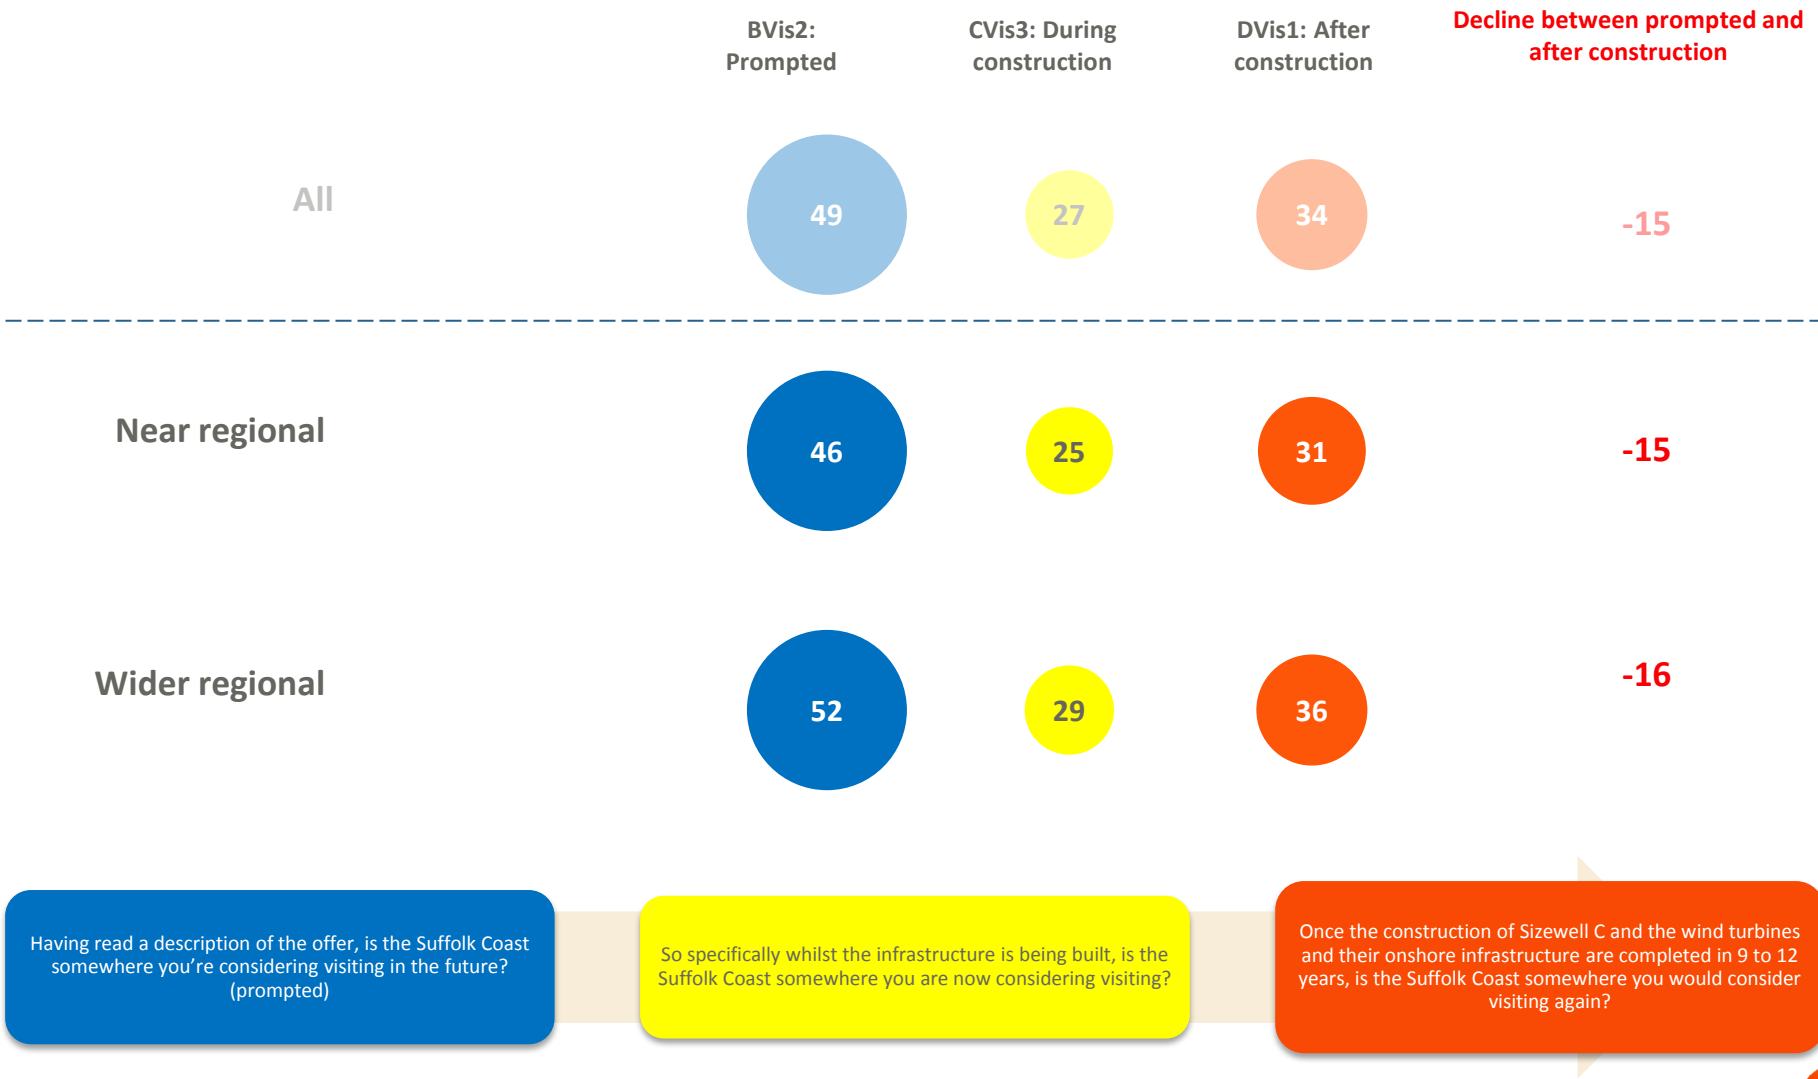 BVis2:
Prompted
CVis3: During
construction
DVis1: After
construction
Decline between prompted and
after construction
All
49
27
34
-15
Near regional
46
25
31
-15
Wider regional
52
29
36
-16
Having read a description of the offer, is the Suffolk Coast
somewhere you're considering visiting in the future?
(prompted)
So specifically whilst the infrastructure is being built, is the
Suffolk Coast somewhere you are now considering visiting?
Once the construction of Sizewell C and the wind turbines
and their onshore infrastructure are completed in 9 to 12
years, is the Suffolk Coast somewhere you would consider
visiting again?